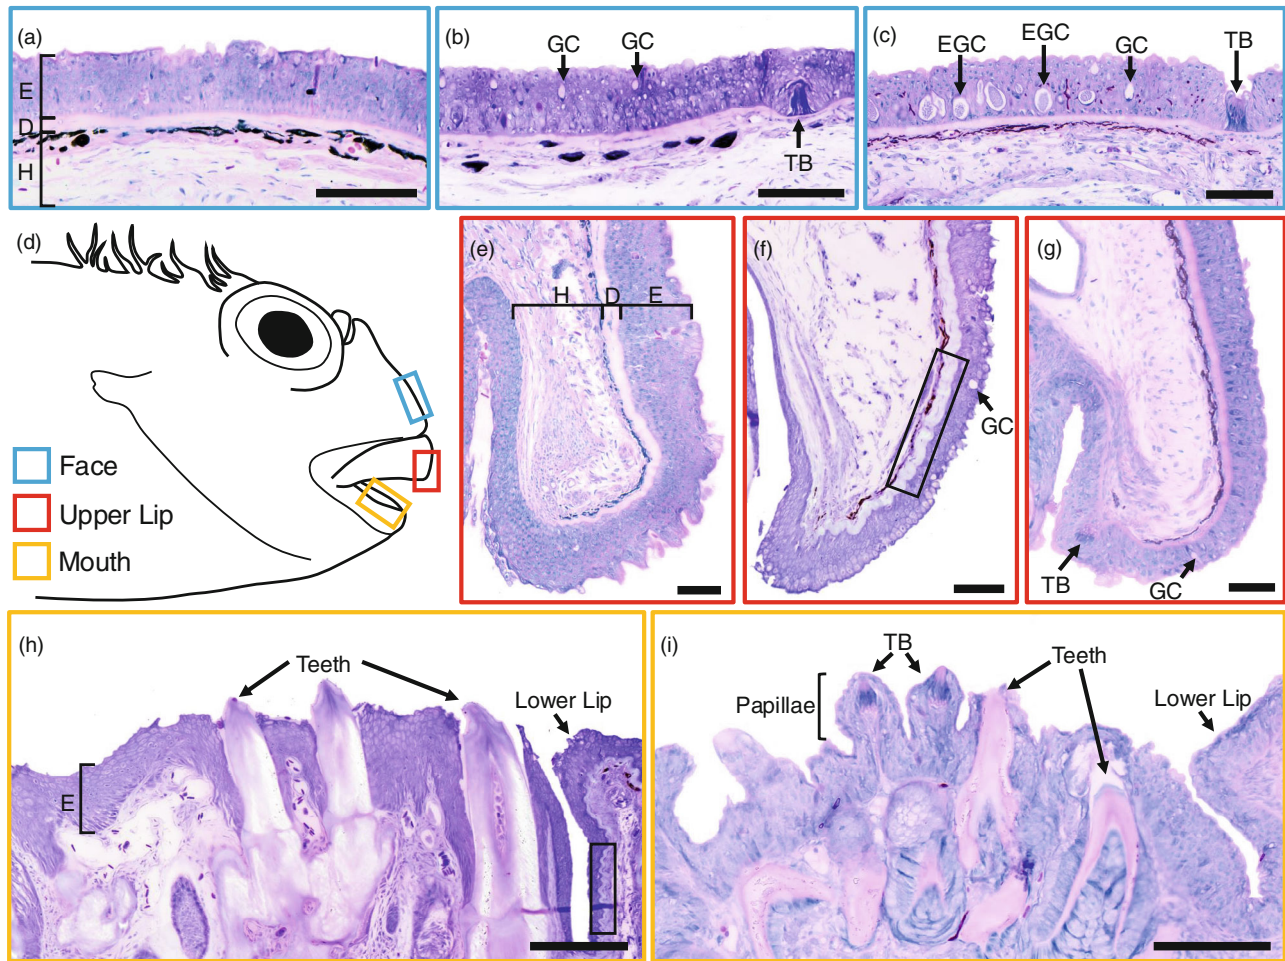 (a)
E
D
H
(b)
GC
GC
TB
(c)
EGC
EGC
GC
TB
(d)
Face
Upper Lip
Mouth
(e)
H
D
E
(f)
GC
(g)
TB
GC
(h)
Teeth
Lower Lip
E
(i)
TB
Papillae
Teeth
Lower Lip